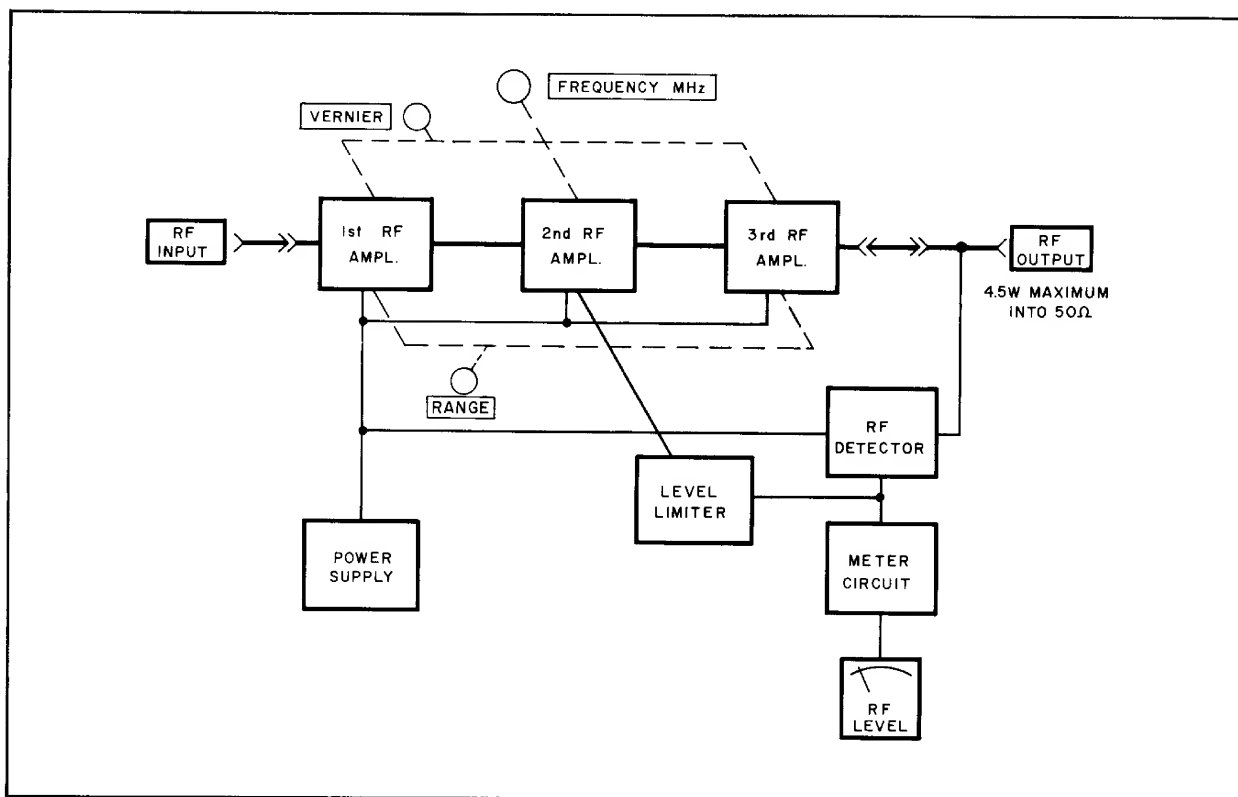 FREQUENCY MHz
VERNIER
RF
INPUT
1st RF
AMPL.
2nd RF
AMPL.
3rd RF
AMPL.
RF
OUTPUT
4.5W MAXIMUM
INTO 50Ω
RANGE
RF
DETECTOR
LEVEL
LIMITER
POWER
SUPPLY
METER
CIRCUIT
RF
LEVEL